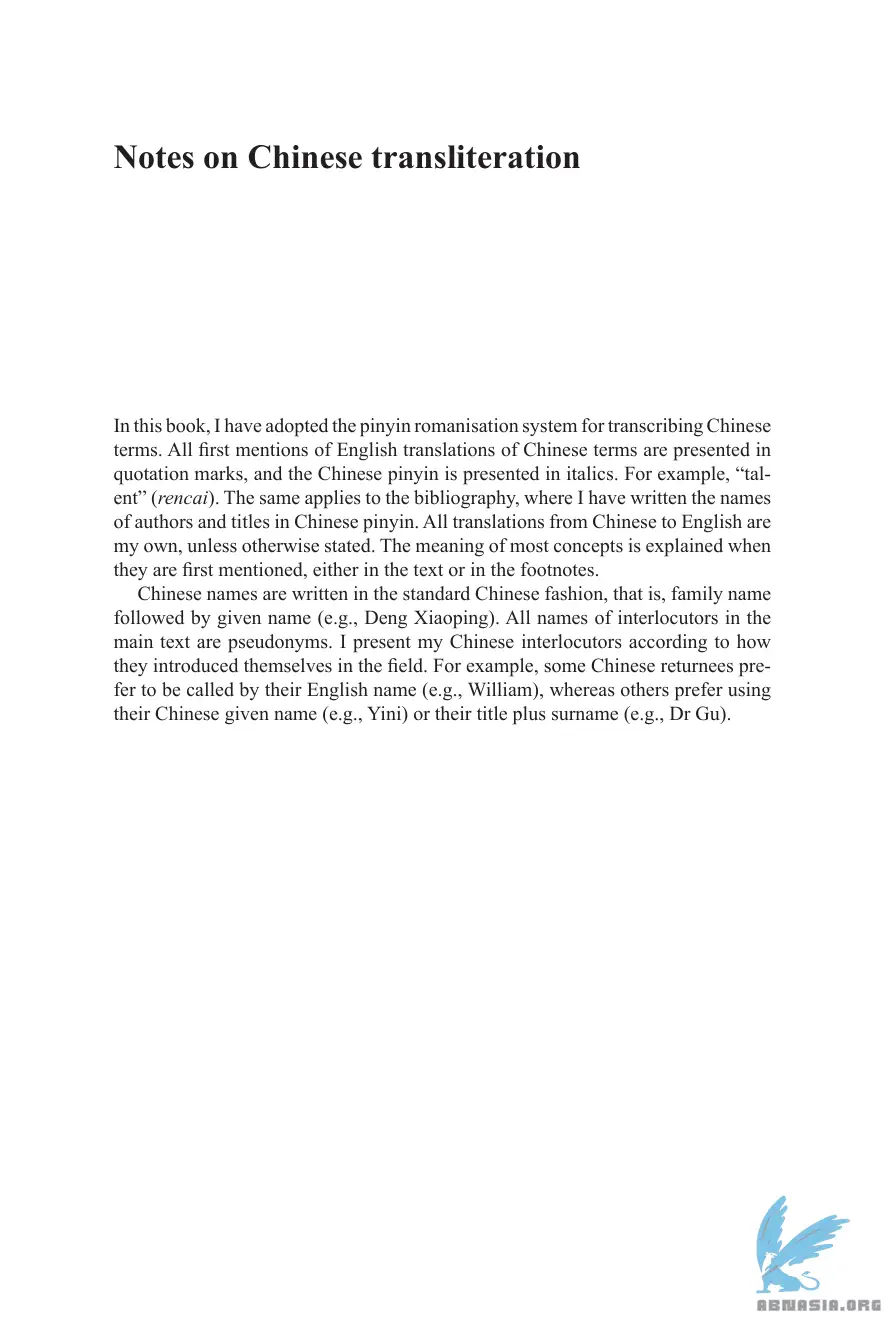 Notes on Chinese transliteration
In this book, I have adopted the pinyin romanisation system for transcribing Chinese
terms. All first mentions of English translations of Chinese terms are presented in
quotation marks, and the Chinese pinyin is presented in italics. For example, “tal-
ent” (rencai). The same applies to the bibliography, where I have written the names
of authors and titles in Chinese pinyin. All translations from Chinese to English are
my own, unless otherwise stated. The meaning of most concepts is explained when
they are first mentioned, either in the text or in the footnotes.
Chinese names are written in the standard Chinese fashion, that is, family name
followed by given name (e.g., Deng Xiaoping). All names of interlocutors in the
main text are pseudonyms. I present my Chinese interlocutors according to how
they introduced themselves in the field. For example, some Chinese returnees pre-
fer to be called by their English name (e.g., William), whereas others prefer using
their Chinese given name (e.g., Yini) or their title plus surname (e.g., Dr Gu).
ABNASIA.ORG